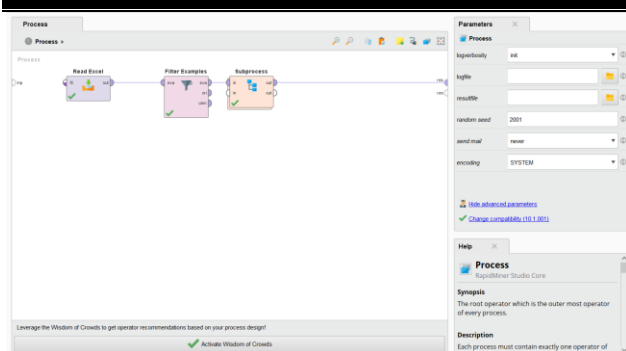 Process
Process
Process
Read Excel
Filter Examples
Subprocess
inp
out
exa
exa
ori
unm
in
out
in
out
res
res
Leverage the Wisdom of Crowds to get operator recommendations based on your process design!
Activate Wisdom of Crowds
Parameters
Process
logverbosity
init
logfile
resultfile
random seed
2001
send mail
never
encoding
SYSTEM
Hide advanced parameters
Change compatibility (10.1.001)
Help
Process
RapidMiner Studio Core
Synopsis
The root operator which is the outer most operator
of every process.
Description
Each process must contain exactly one operator of